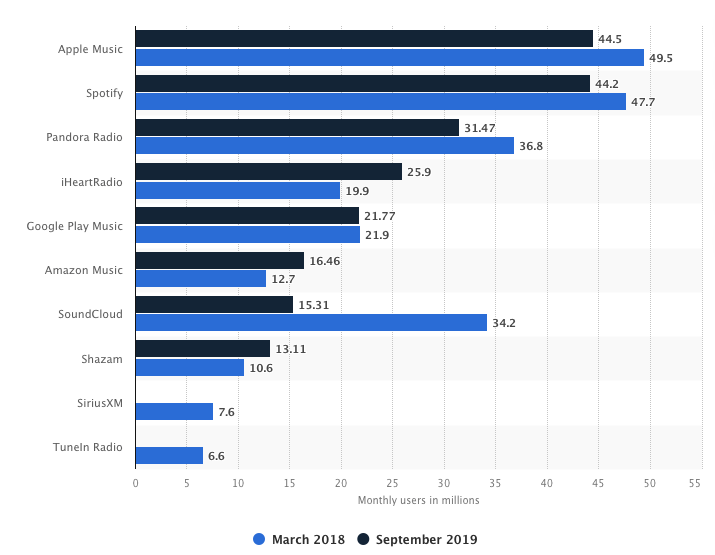 Apple Music
44.5
49.5
Spotify
44.2
47.7
Pandora Radio
31.47
36.8
iHeartRadio
25.9
19.9
Google Play Music
21.77
21.9
Amazon Music
16.46
12.7
SoundCloud
15.31
34.2
Shazam
13.11
10.6
SiriusXM
7.6
TuneIn Radio
6.6
0 5 10 15 20 25 30 35 40 45 50 55
Monthly users in millions
March 2018 September 2019